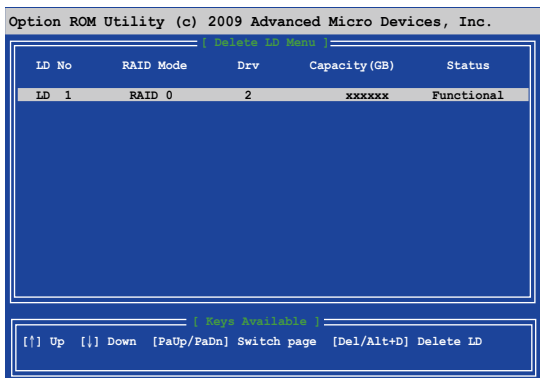 Option ROM Utility (c) 2009 Advanced Micro Devices, Inc.
[ Delete LD Menu ]
LD No RAID Mode Drv Capacity(GB) Status
LD 1 RAID 0 2 xxxxxx Functional
[ Keys Available ]
[↑] Up [↓] Down [PaUp/PaDn] Switch page [Del/Alt+D] Delete LD